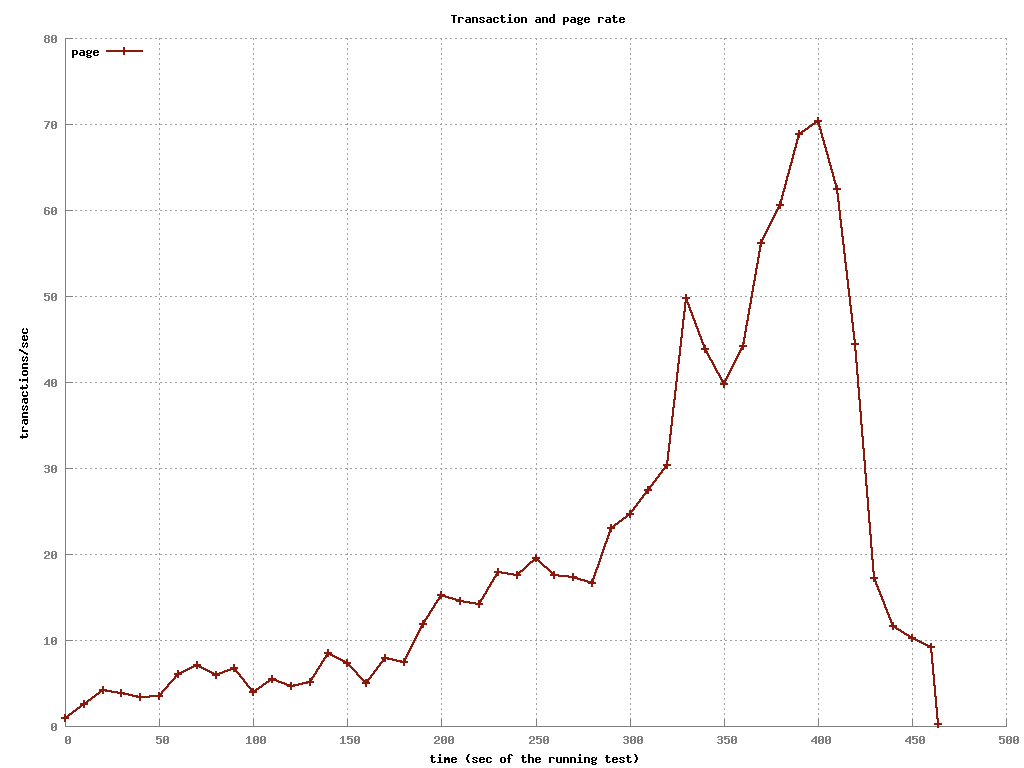 Transaction and page rate
80
page
70
60
50
transactions/sec
40
30
20
10
0
0 50 100 150 200 250 300 350 400 450 500
time (sec of the running test)